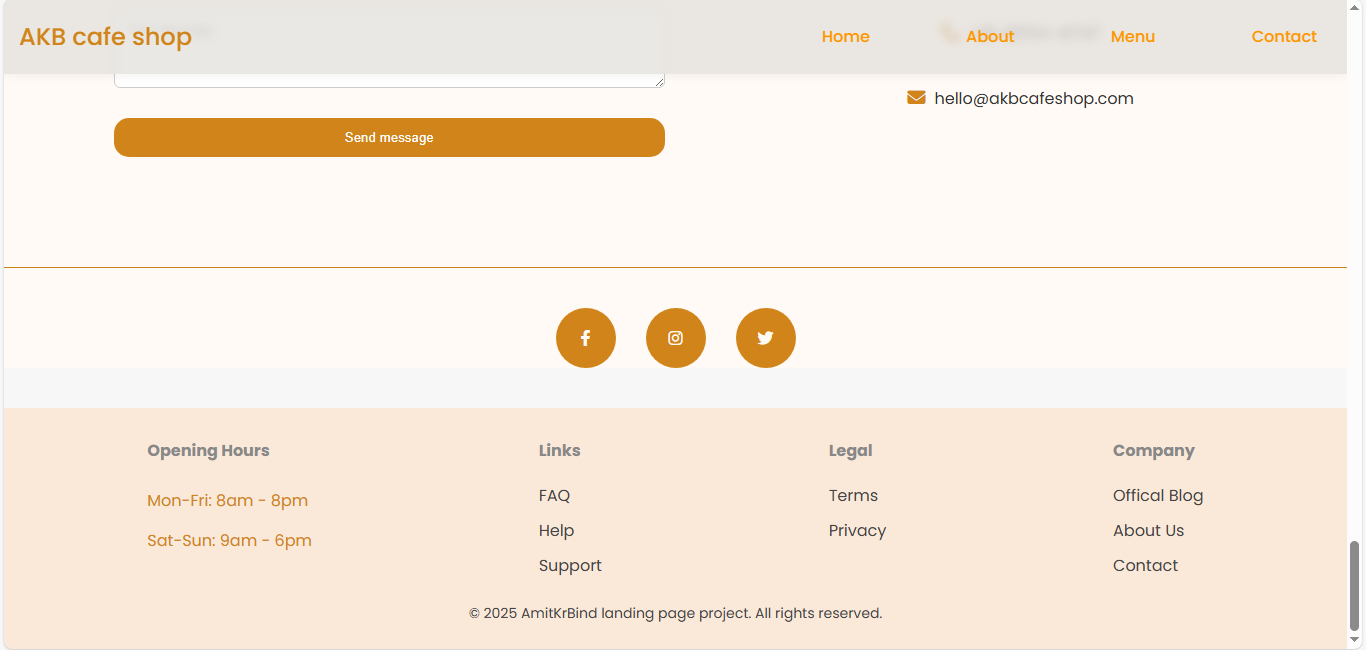 AKB cafe shop
Home About Menu Contact
hello@akbcafeshop.com
Send message
Opening Hours
Mon-Fri: 8am - 8pm
Sat-Sun: 9am - 6pm
Links
FAQ
Help
Support
Legal
Terms
Privacy
Company
Offical Blog
About Us
Contact
© 2025 AmitKrBind landing page project. All rights reserved.